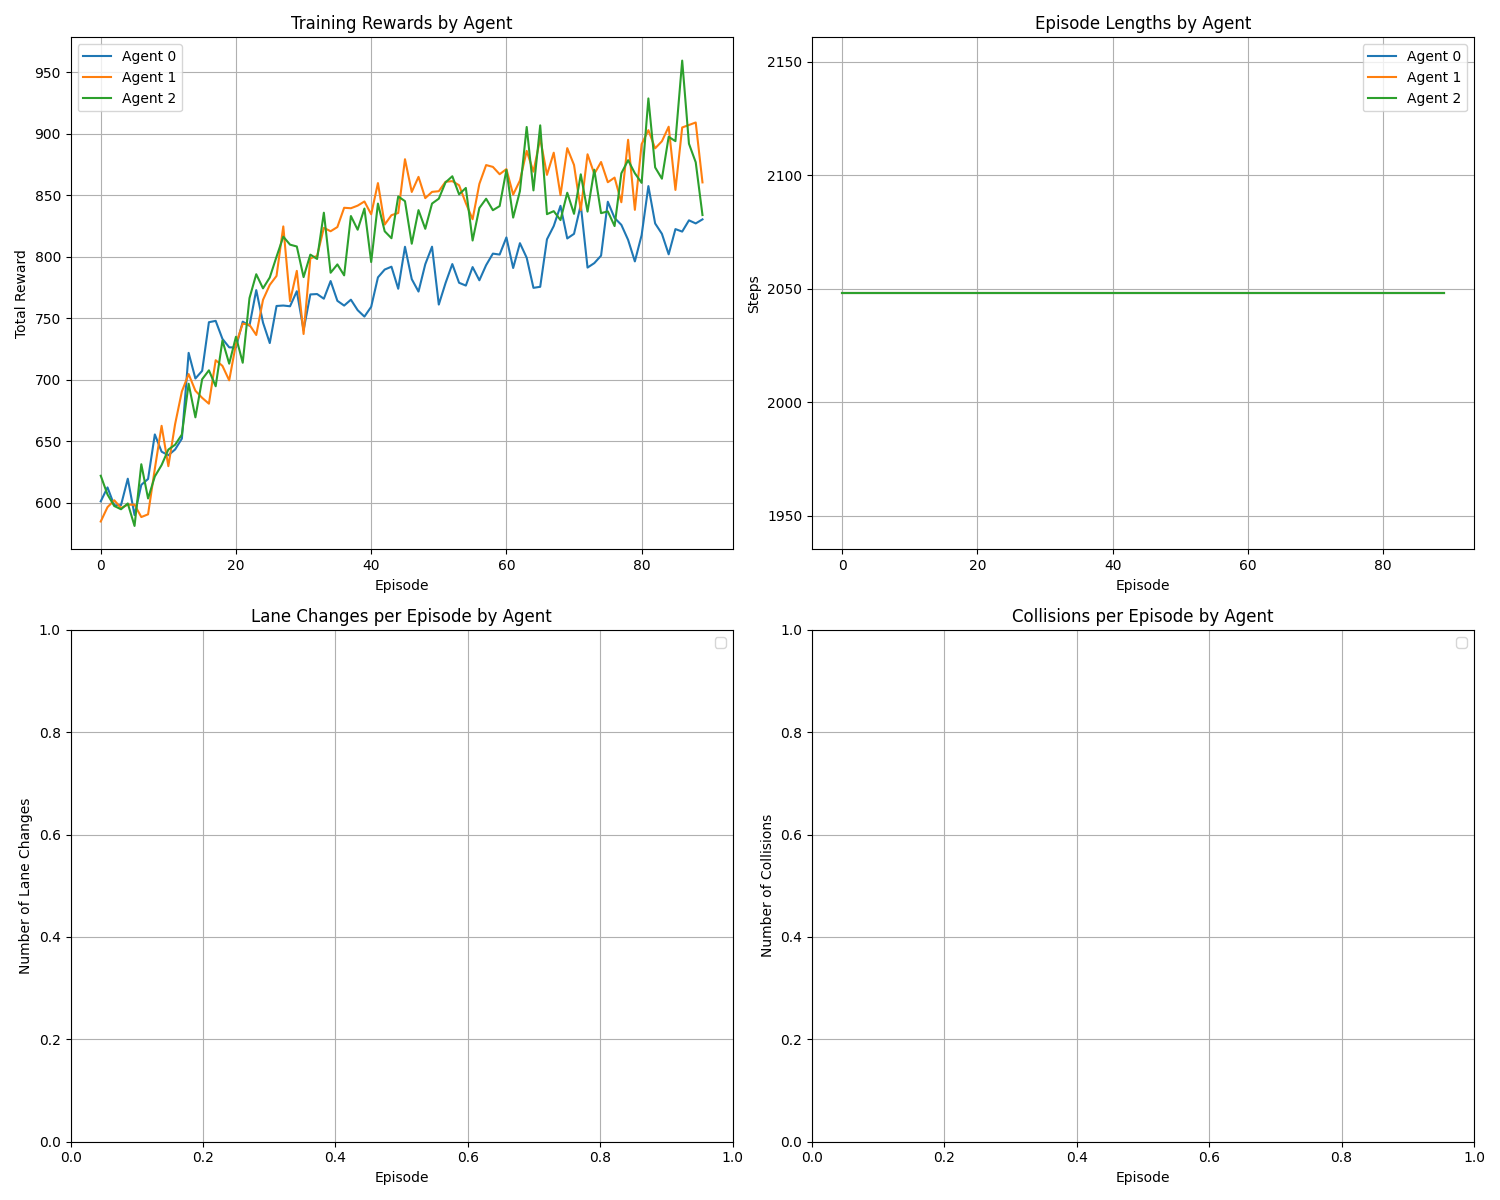 Training Rewards by Agent
Agent 0
Agent 1
Agent 2
950
900
850
800
750
700
650
600
Total Reward
0 20 40 60 80
Episode
Episode Lengths by Agent
Agent 0
Agent 1
Agent 2
2150
2100
2050
2000
1950
Steps
0 20 40 60 80
Episode
Lane Changes per Episode by Agent
1.0
0.8
0.6
0.4
0.2
0.0
Number of Lane Changes
0.0 0.2 0.4 0.6 0.8 1.0
Episode
Collisions per Episode by Agent
1.0
0.8
0.6
0.4
0.2
0.0
Number of Collisions
0.0 0.2 0.4 0.6 0.8 1.0
Episode